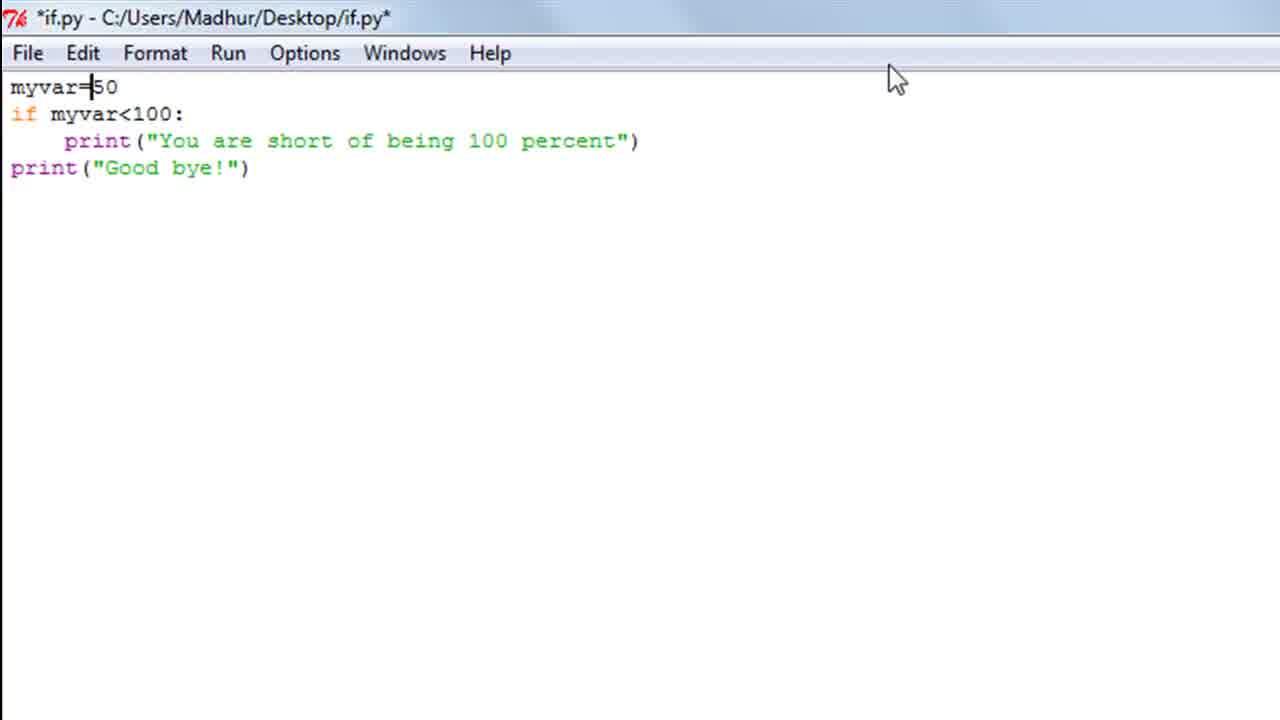 *if.py - C:/Users/Madhur/Desktop/if.py*
File Edit Format Run Options Windows Help
myvar=50
if myvar<100:
    print("You are short of being 100 percent")
print("Good bye!")